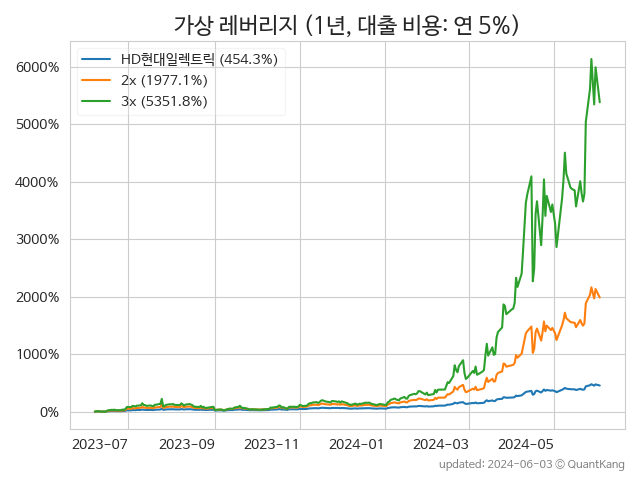 가상 레버리지 (1년, 대출 비용: 연 5%)
HD현대일렉트릭 (454.3%)
2x (1977.1%)
3x (5351.8%)
6000%
5000%
4000%
3000%
2000%
1000%
0%
2023-07 2023-09 2023-11 2024-01 2024-03 2024-05
updated: 2024-06-03 © QuantKang